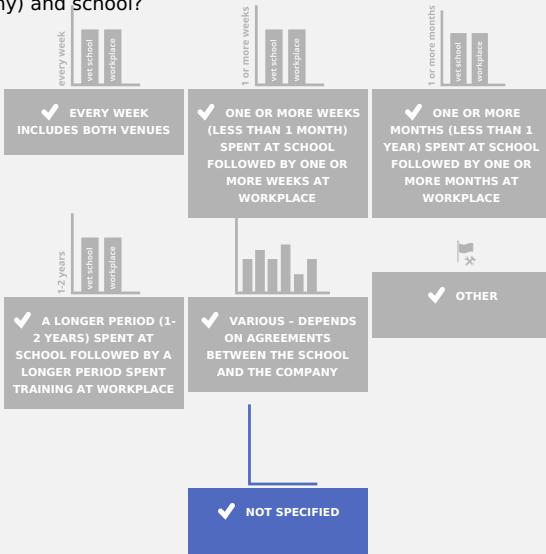 ny) and school?
every week
vet school
workplace
1 or more weeks
vet school
workplace
1 or more months
vet school
workplace
EVERY WEEK
INCLUDES BOTH VENUES
ONE OR MORE WEEKS
(LESS THAN 1 MONTH)
SPENT AT SCHOOL
FOLLOWED BY ONE OR
MORE WEEKS AT
WORKPLACE
ONE OR MORE
MONTHS (LESS THAN 1
YEAR) SPENT AT SCHOOL
FOLLOWED BY ONE OR
MORE MONTHS AT
WORKPLACE
1-2 years
vet school
workplace
A LONGER PERIOD (1-
2 YEARS) SPENT AT
SCHOOL FOLLOWED BY A
LONGER PERIOD SPENT
TRAINING AT WORKPLACE
VARIOUS – DEPENDS
ON AGREEMENTS
BETWEEN THE SCHOOL
AND THE COMPANY
OTHER
NOT SPECIFIED